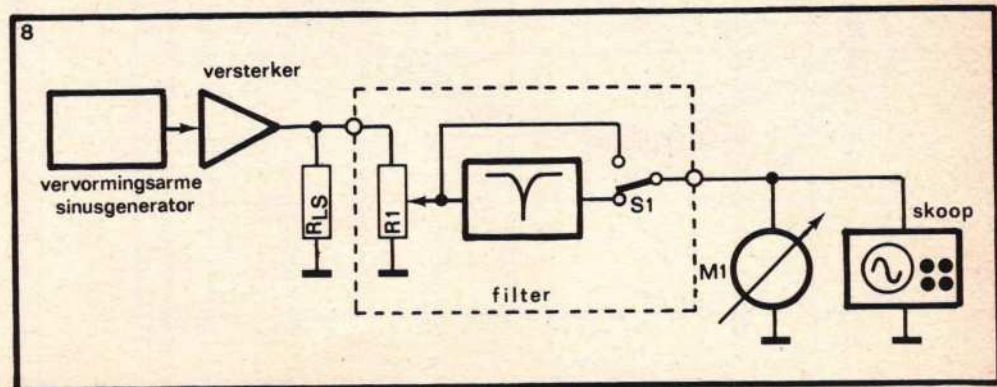 8
versterker
vervormingsarme
sinusgenerator
RLS
R1
S1
filter
M1
skoop